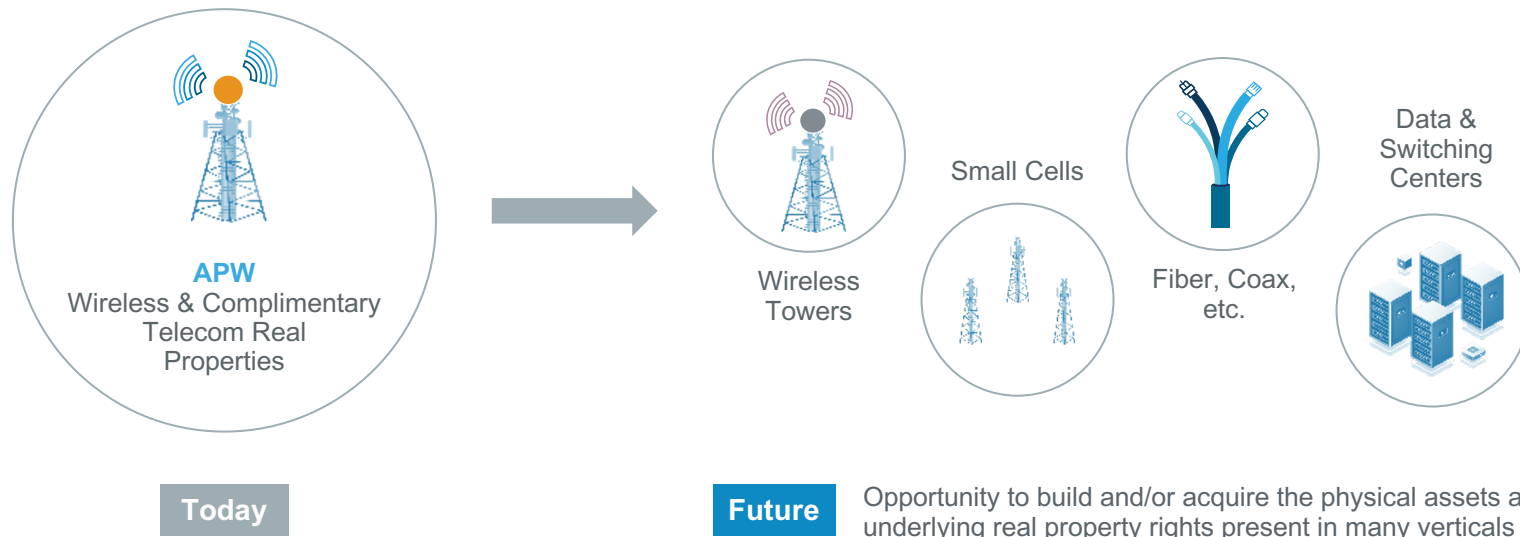 APW
Wireless & Complimentary
Telecom Real
Properties
Today
Wireless
Towers
Small Cells
Fiber, Coax,
etc.
Data &
Switching
Centers
Future
Opportunity to build and/or acquire the physical assets
underlying real property rights present in many verticals